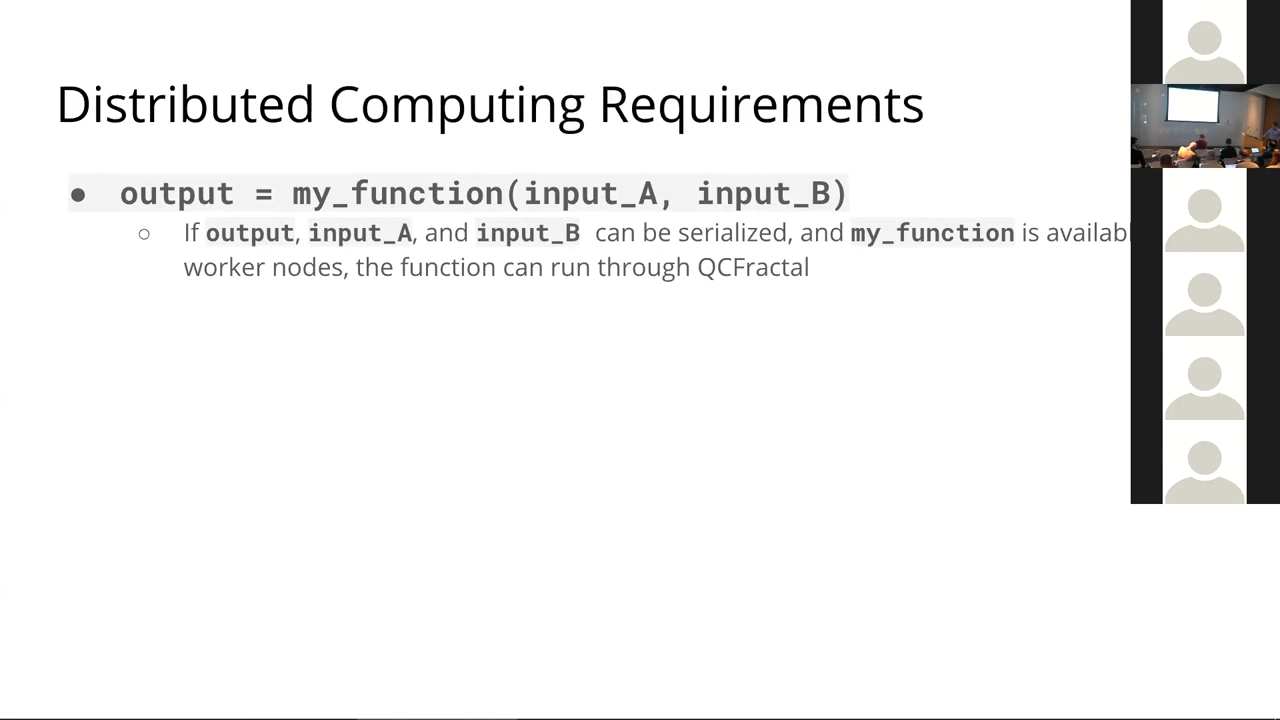 Distributed Computing Requirements
● output = my_function(input_A, input_B)
○ If output, input_A, and input_B can be serialized, and my_function is
worker nodes, the function can run through QCFractal